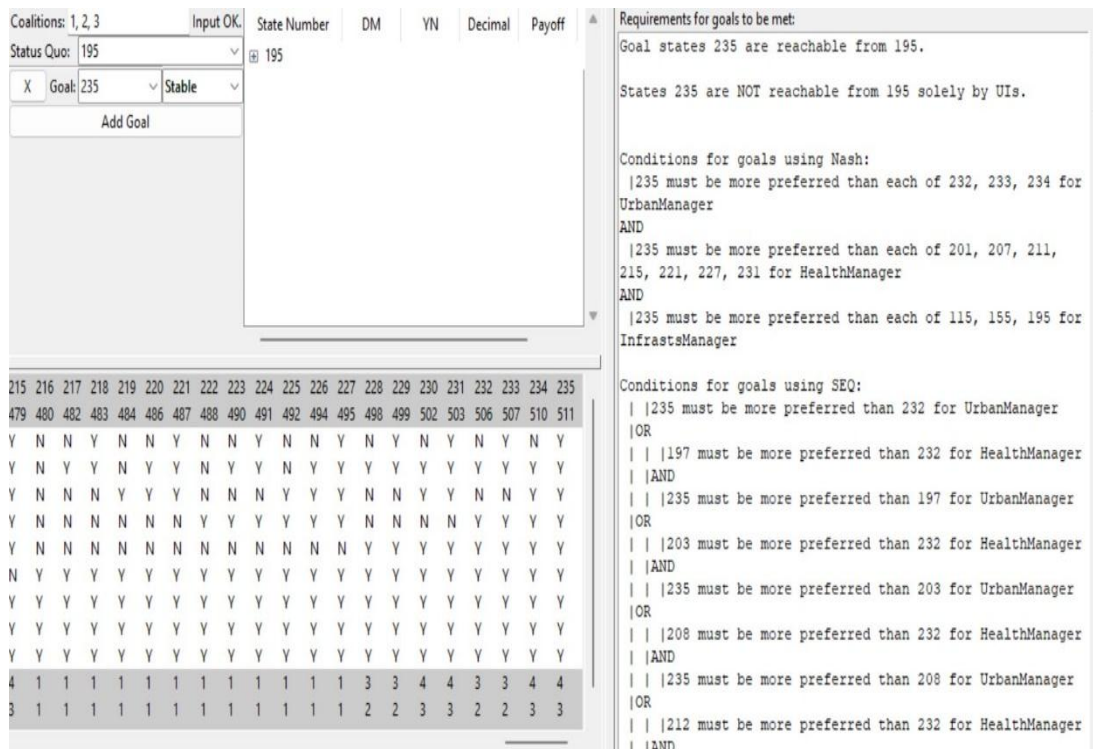 Coalitions: 1, 2, 3 Input OK.
Status Quo: 195
X Goal: 235 Stable
Add Goal
State Number DM YN Decimal Payoff
195
215 216 217 218 219 220 221 222 223 224 225 226 227 228 229 230 231 232 233 234 235
479 480 482 483 484 486 487 488 490 491 492 494 495 498 499 502 503 506 507 510 511
Y N N Y N N Y N N Y N N Y N Y N Y N Y N Y
Y N Y Y N Y Y N Y Y N Y Y Y Y Y Y Y Y Y Y
Y N N N Y Y Y N N N Y Y Y N N Y Y N N Y Y
Y N N N N N N Y Y Y Y Y Y N N N N Y Y Y Y
Y N N N N N N N N N N N N Y Y Y Y Y Y Y Y
N Y Y Y Y Y Y Y Y Y Y Y Y Y Y Y Y Y Y Y Y
Y Y Y Y Y Y Y Y Y Y Y Y Y Y Y Y Y Y Y Y Y
Y Y Y Y Y Y Y Y Y Y Y Y Y Y Y Y Y Y Y Y Y
Y Y Y Y Y Y Y Y Y Y Y Y Y Y Y Y Y Y Y Y Y
4 1 1 1 1 1 1 1 1 1 1 1 1 3 3 4 4 3 3 4 4
3 1 1 1 1 1 1 1 1 1 1 1 1 2 2 3 3 2 2 3 3
Requirements for goals to be met:
Goal states 235 are reachable from 195.
States 235 are NOT reachable from 195 solely by UIs.
Conditions for goals using Nash:
|235 must be more preferred than each of 232, 233, 234 for
UrbanManager
AND
|235 must be more preferred than each of 201, 207, 211,
215, 221, 227, 231 for HealthManager
AND
|235 must be more preferred than each of 115, 155, 195 for
InfrastsManager
Conditions for goals using SEQ:
| |235 must be more preferred than 232 for UrbanManager
|OR
| | |197 must be more preferred than 232 for HealthManager
| |AND
| | |235 must be more preferred than 197 for UrbanManager
|OR
| | |203 must be more preferred than 232 for HealthManager
| |AND
| | |235 must be more preferred than 203 for UrbanManager
|OR
| | |208 must be more preferred than 232 for HealthManager
| |AND
| | |235 must be more preferred than 208 for UrbanManager
|OR
| | |212 must be more preferred than 232 for HealthManager
| |AND